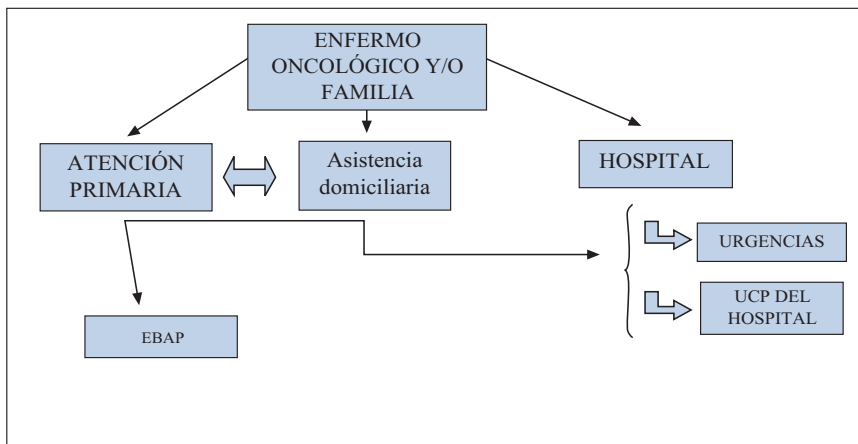 ENFERMO
ONCOLÓGICO Y/O
FAMILIA
ATENCIÓN
PRIMARIA
Asistencia
domiciliaria
HOSPITAL
URGENCIAS
UCP DEL
HOSPITAL
EBAP